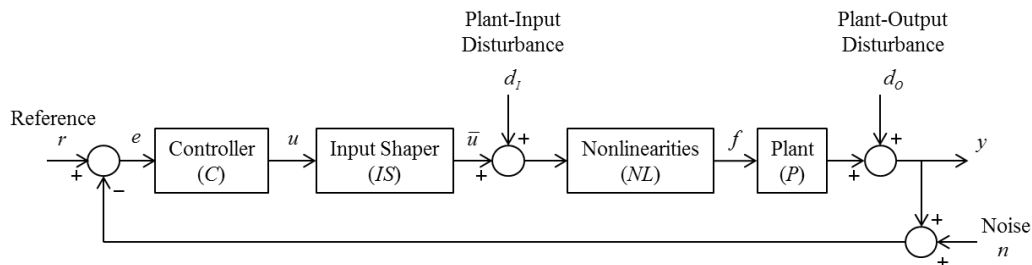 Plant-Input
Disturbance
d_I
Plant-Output
Disturbance
d_O
Reference
r
+
−
e
Controller
(C)
u
Input Shaper
(IS)
ū
+
+
Nonlinearities
(NL)
f
Plant
(P)
+
+
y
+
+
Noise
n